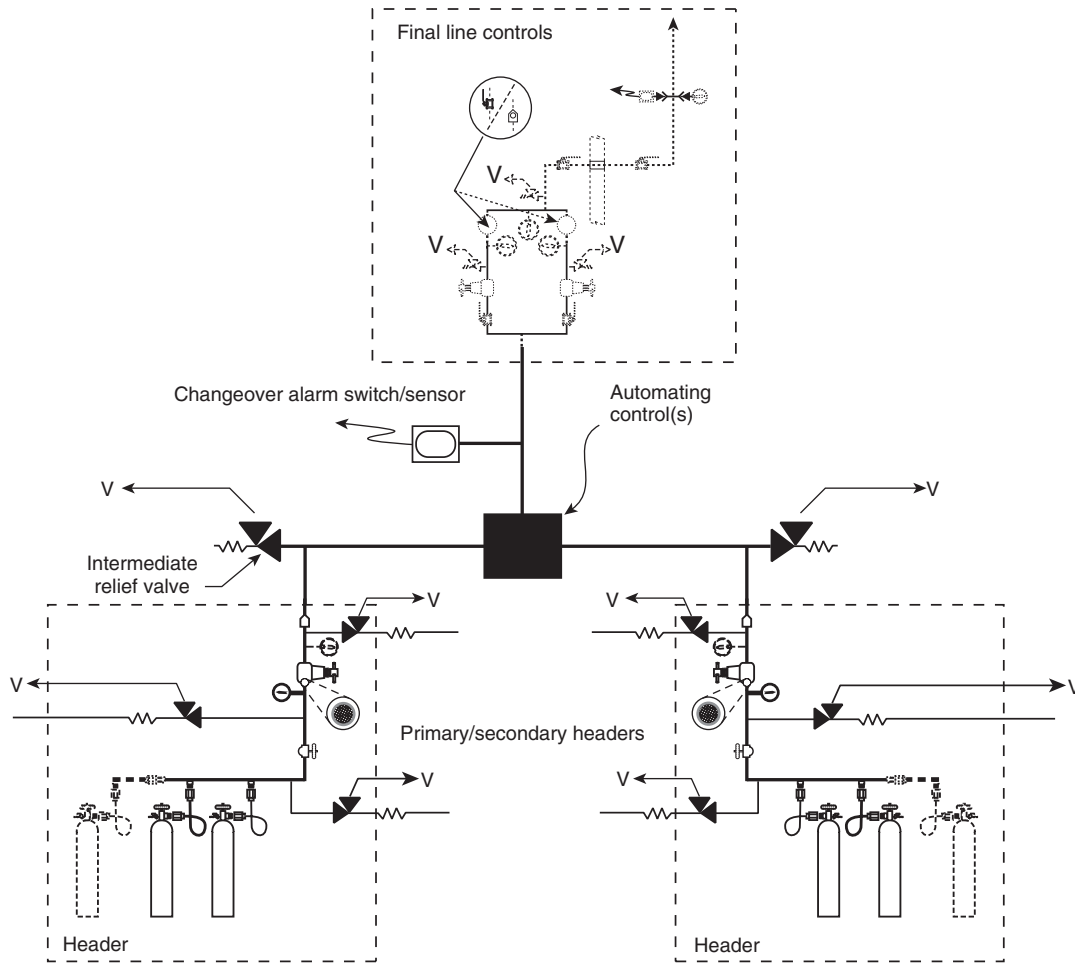 Final line controls
V
V
V
Changeover alarm switch/sensor
Automating
control(s)
V
V
Intermediate
relief valve
V
V
V
V
Primary/secondary headers
V
V
Header
Header